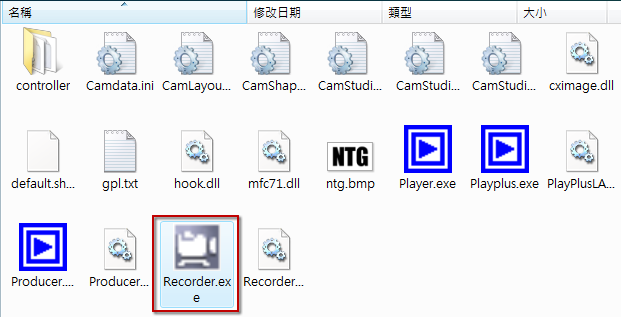 名稱 修改日期 類型 大小
controller Camdata.ini CamLayou... CamShap... CamStudi... CamStudi... CamStudi... cximage.dll
NTG
default.sh... gpl.txt hook.dll mfc71.dll ntg.bmp Player.exe Playplus.exe PlayPlusLA...
Producer.... Producer... Recorder.ex Recorder...
e